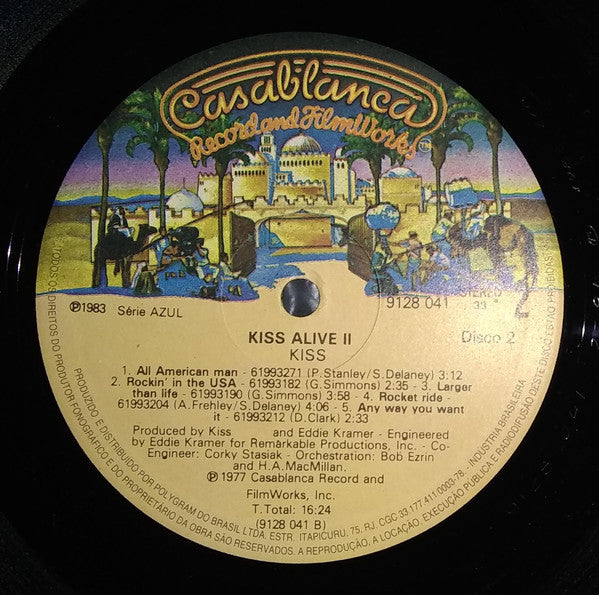 Casablanca
Record and FilmWorks
TM
℗1983 Série AZUL
STEREO
9128 041 33
KISS ALIVE II
KISS
Disco 2
1. All American man - 61993271 (P. Stanley/S. Delaney) 3:12
2. Rockin' in the USA - 61993182 (G. Simmons) 2:35 - 3. Larger
than life - 61993190 (G. Simmons) 3:58 - 4. Rocket ride -
61993204 (A. Frehley/S. Delaney) 4:06 - 5. Any way you want
it - 61993212 (D. Clark) 2:33
Produced by Kiss and Eddie Kramer - Engineered
by Eddie Kramer for Remarkable Productions, Inc. - Co-
Engineer: Corky Stasiak - Orchestration: Bob Ezrin
and H.A. MacMillan.
℗ 1977 Casablanca Record and
FilmWorks, Inc.
T. Total: 16:24
(9128 041 B)
PRODUZIDO E DISTRIBUÍDO POR POLYGRAM DO BRASIL LTDA. ESTR. ITAPICURU, 75. RJ. CGC-33.177.411/0003-78.-INDÚSTRIA BRASILEIRA
TODOS OS DIREITOS DO PRODUTOR FONOGRÁFICO E DO PROPRIETÁRIO DA OBRA SÃO RESERVADOS. A REPRODUÇÃO, A LOCAÇÃO, EXECUÇÃO PÚBLICA E RADIODIFUSÃO DESTE DISCO ESTÃO PROIBIDAS